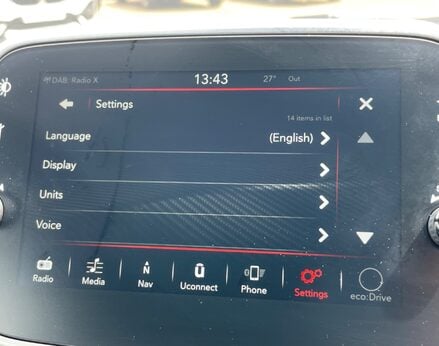 DAB: Radio X 13:43 27° Out
Settings
14 items in list
Language (English)
Display
Units
Voice
Radio Media N Nav Uconnect Phone Settings eco:Drive